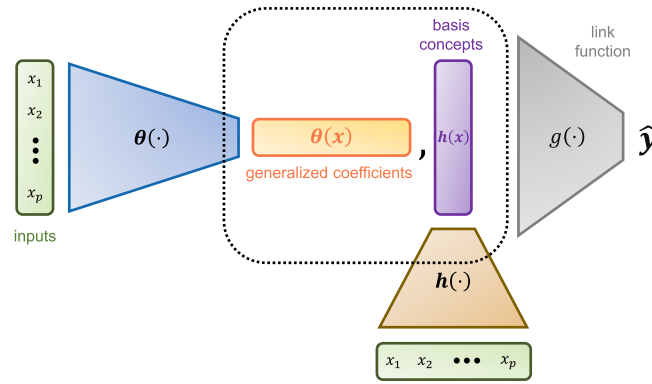 basis
concepts
link
function
x₁
x₂
⋮
xₚ
θ(·)
θ(x)
,
h(x)
g(·)
ŷ
generalized coefficients
inputs
h(·)
x₁ x₂ ••• xₚ